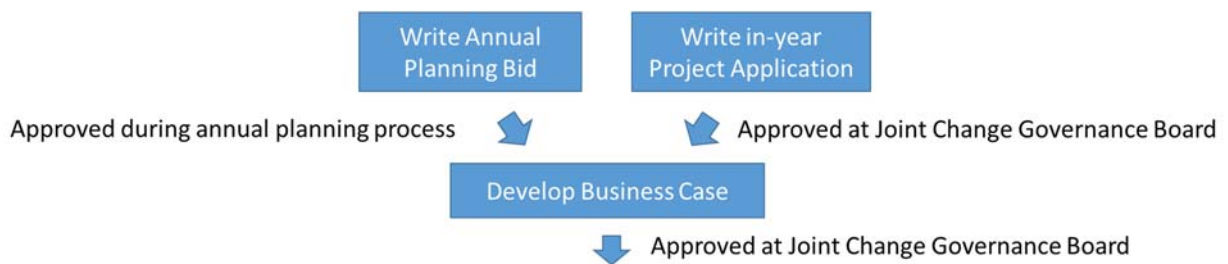 Write Annual
Planning Bid
Write in-year
Project Application
Approved during annual planning process
Approved at Joint Change Governance Board
Develop Business Case
Approved at Joint Change Governance Board